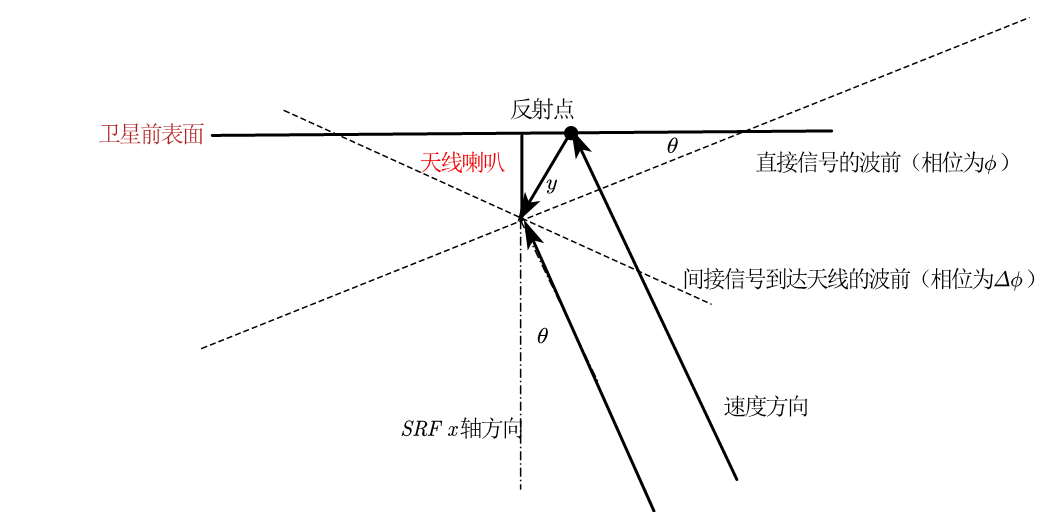 反射点
卫星前表面
θ
天线喇叭
直接信号的波前（相位为ϕ）
y
间接信号到达天线的波前（相位为Δϕ）
θ
速度方向
SRF x轴方向